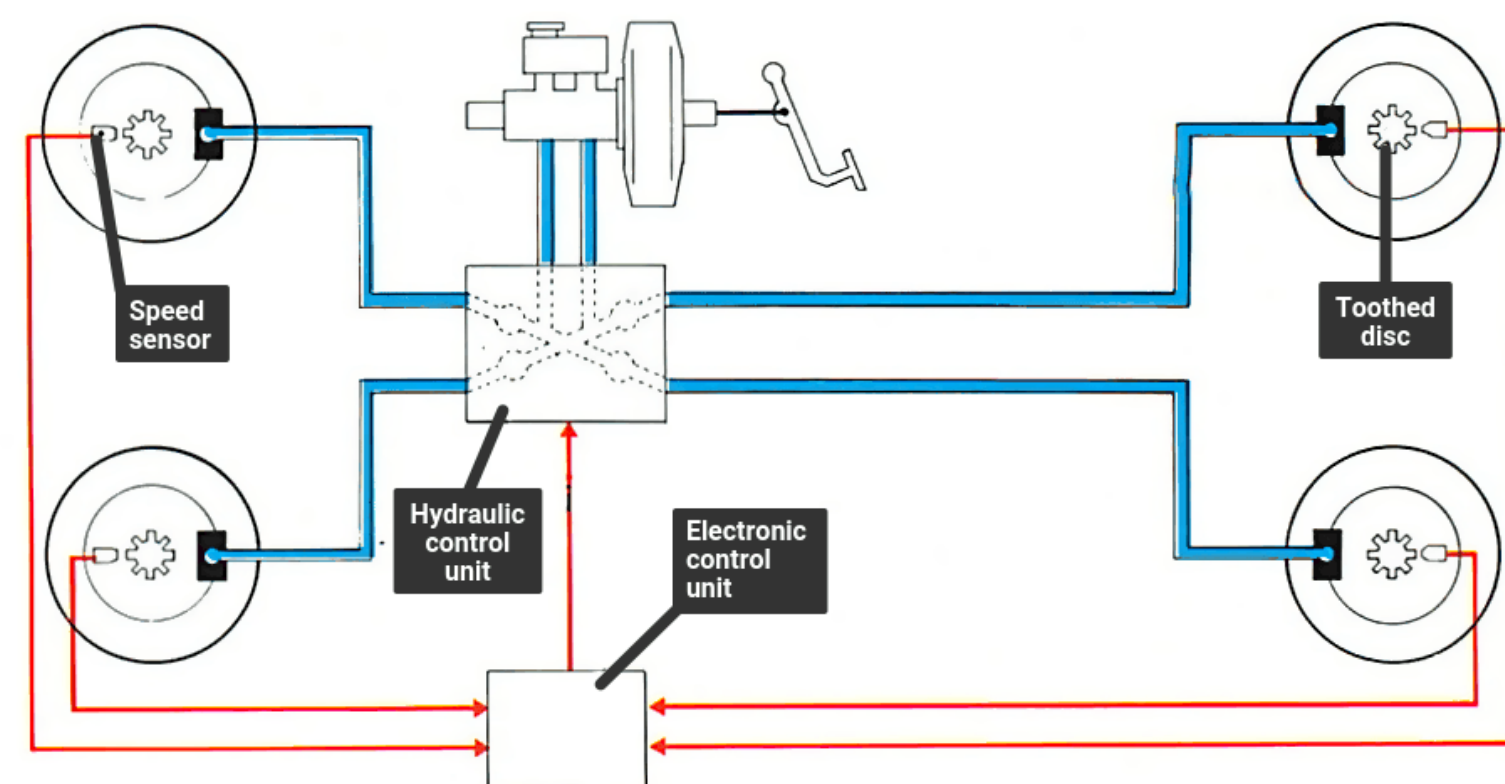 Speed
sensor
Toothed
disc
Hydraulic
control
unit
Electronic
control
unit